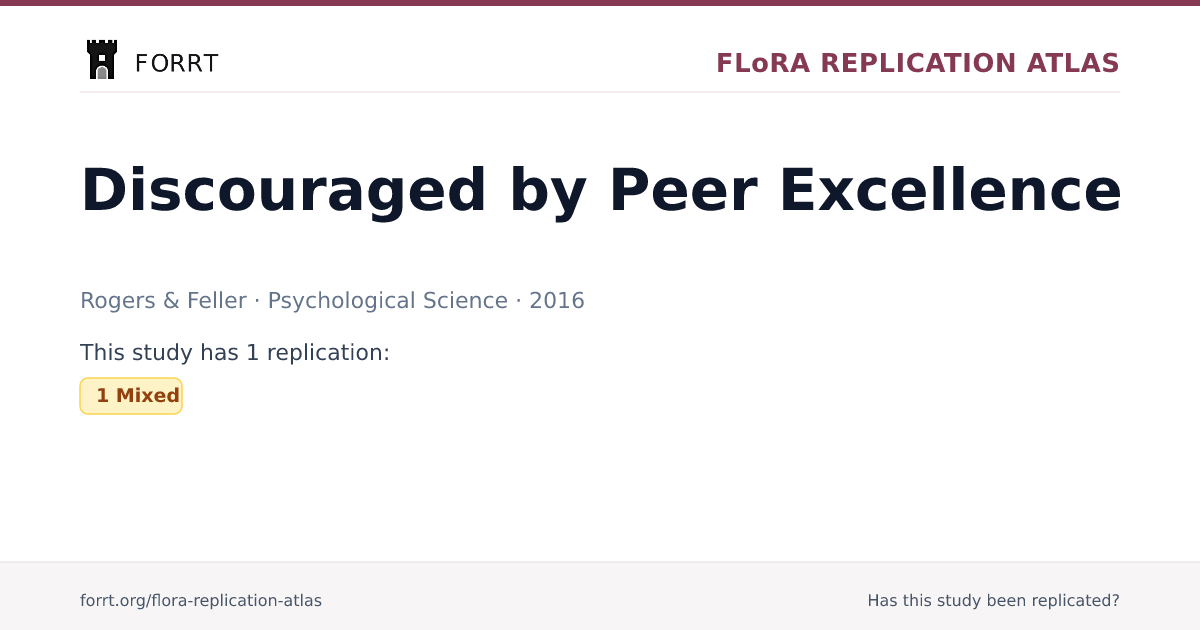 FORRT
FLoRA REPLICATION ATLAS
Discouraged by Peer Excellence
Rogers & Feller · Psychological Science · 2016
This study has 1 replication:
1 Mixed
forrt.org/flora-replication-atlas
Has this study been replicated?